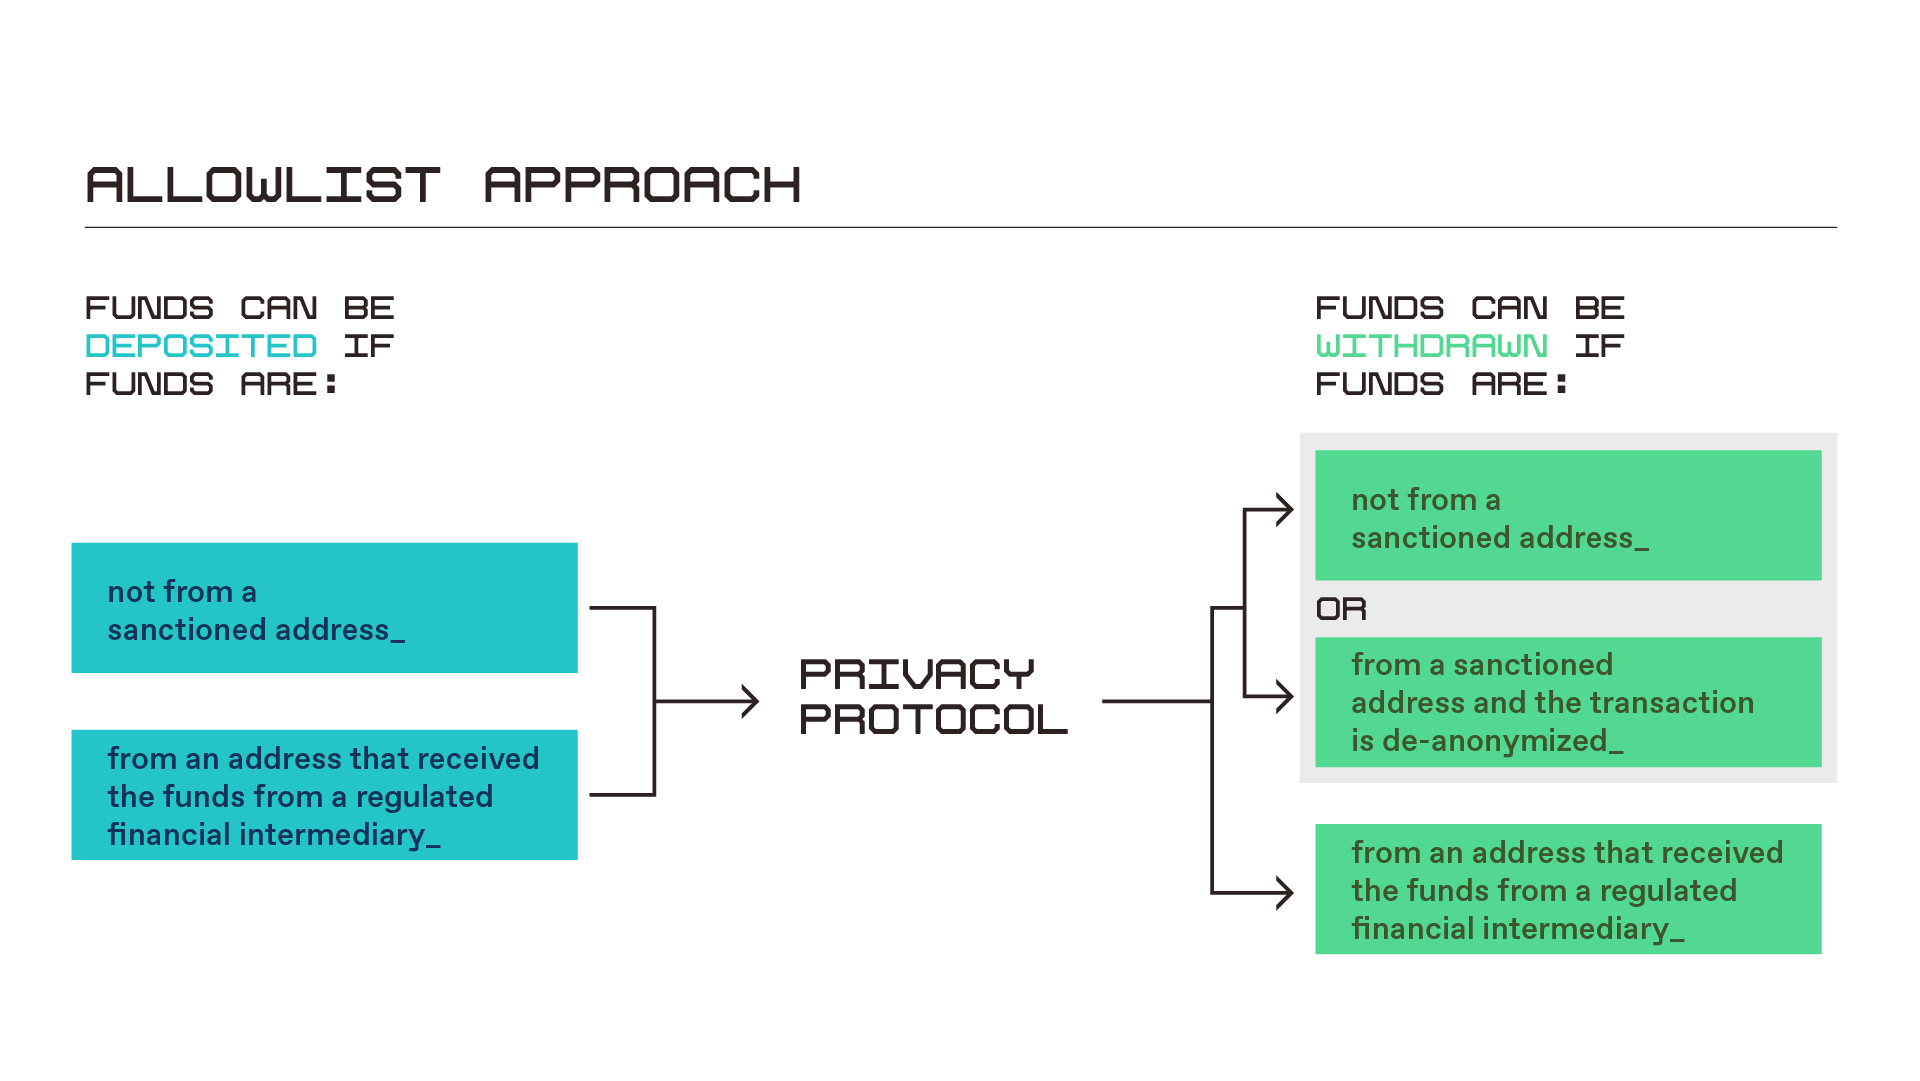 ALLOWLIST APPROACH
FUNDS CAN BE
DEPOSITED IF
FUNDS ARE:
not from a
sanctioned address_
from an address that received
the funds from a regulated
financial intermediary_
PRIVACY
PROTOCOL
FUNDS CAN BE
WITHDRAWN IF
FUNDS ARE:
not from a
sanctioned address_
OR
from a sanctioned
address and the transaction
is de-anonymized_
from an address that received
the funds from a regulated
financial intermediary_